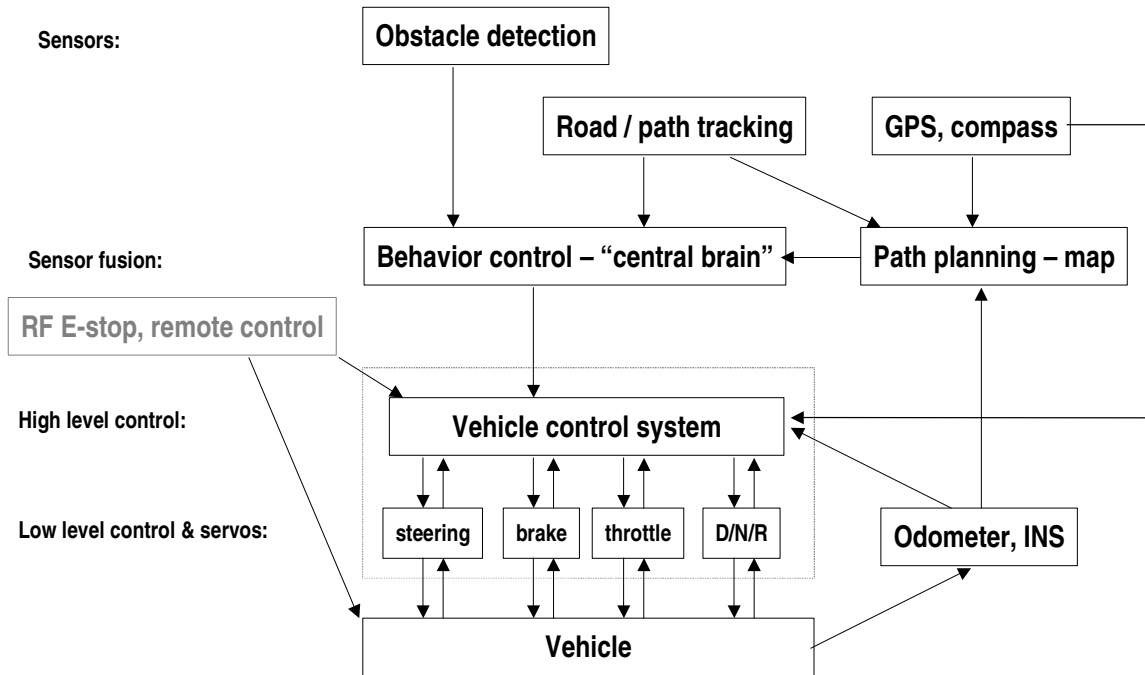 Sensors:
Obstacle detection
Road / path tracking
GPS, compass
Sensor fusion:
Behavior control – “central brain”
Path planning – map
RF E-stop, remote control
High level control:
Vehicle control system
Low level control & servos:
steering
brake
throttle
D/N/R
Odometer, INS
Vehicle